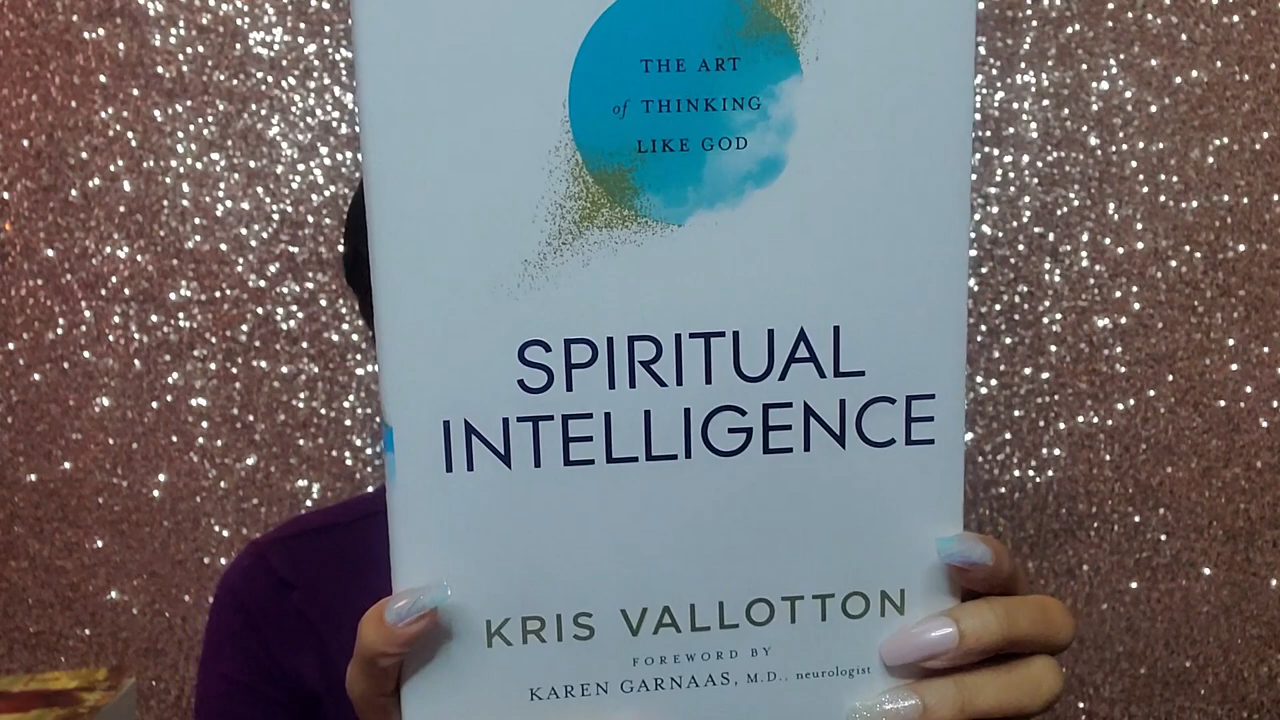 THE ART
of THINKING
LIKE GOD
SPIRITUAL
INTELLIGENCE
KRIS VALLOTTON
FOREWORD BY
KAREN GARNAAS, M.D., neurologist